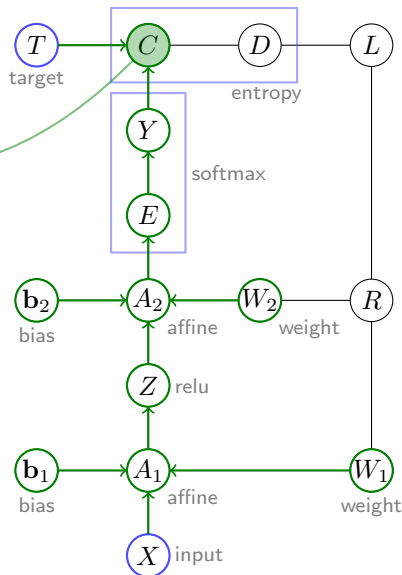 T C D L
target
entropy
Y
softmax
E
b₂ A₂ W₂ R
bias affine weight
Z relu
b₁ A₁ W₁
bias affine weight
X input